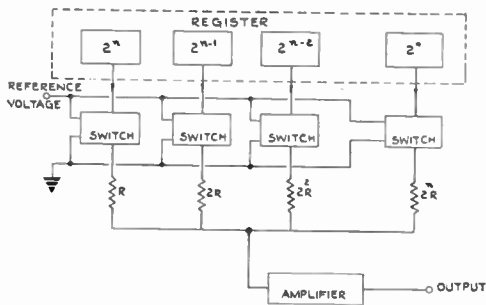 REGISTER
2ⁿ 2ⁿ⁻¹ 2ⁿ⁻² 2⁰
REFERENCE
VOLTAGE
SWITCH SWITCH SWITCH SWITCH
R 2R 2²R 2ⁿR
AMPLIFIER
OUTPUT